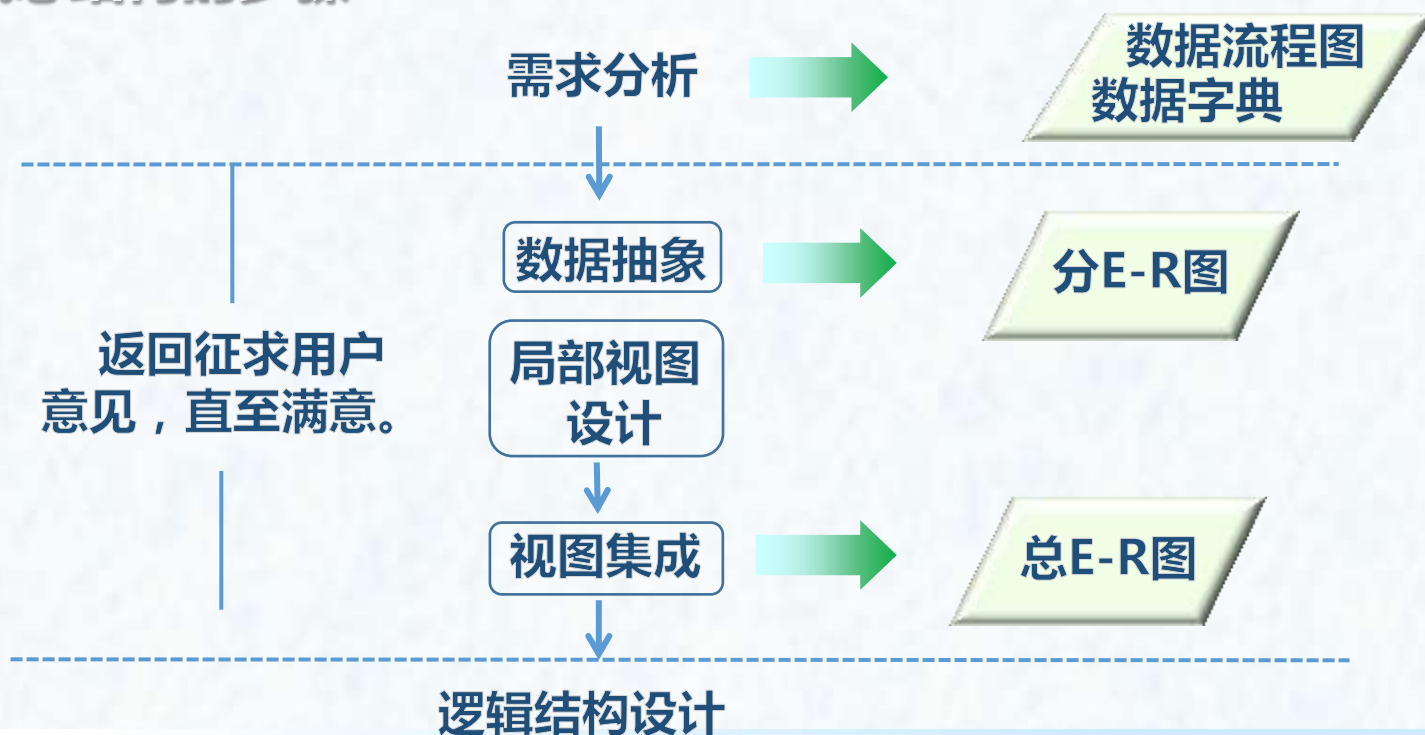 需求分析
数据流程图
数据字典
数据抽象
分E-R图
返回征求用户
意见，直至满意。
局部视图
设计
视图集成
总E-R图
逻辑结构设计